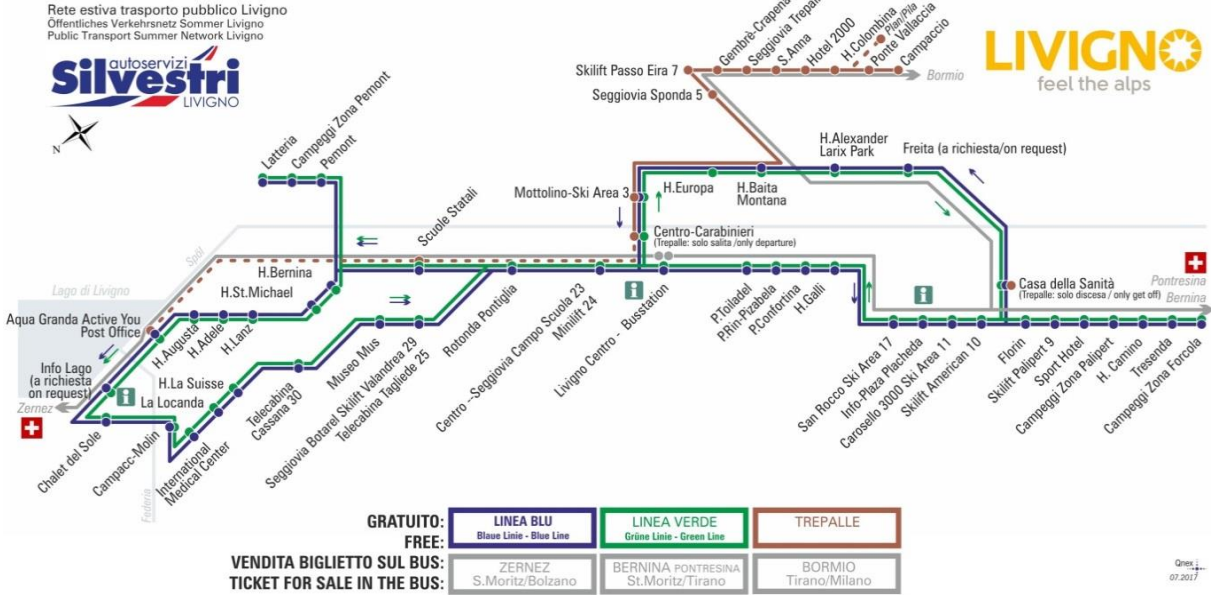 Rete estiva trasporto pubblico Livigno
Öffentliches Verkehrsnetz Sommer Livigno
Public Transport Summer Network Livigno
autoservizi
Silvestri
LIVIGNO
N
LIVIGNO
feel the alps
Skilift Passo Eira 7
Seggiovia Sponda 5
Gembrè-Crapena
Seggiovia Trepalle
S.Anna
Hotel 2000
H.Colombina
Plan/Pila
Ponte Vallaccia
Campaccio
Bormio
Latteria
Campeggi Zona Pemont
Pemont
Scuole Statali
Mottolino-Ski Area 3
H.Europa
H.Baita
Montana
H.Alexander
Larix Park
Freita (a richiesta/on request)
Centro-Carabinieri
(Trepalle: solo salita /only departure)
Casa della Sanità
(Trepalle: solo discesa / only get off)
Pontresina
Bernina
Spöl
Lago di Livigno
H.Bernina
H.St.Michael
Aqua Granda Active You
Post Office
H.Augusta
H.Adele
H.Lanz
Info Lago
(a richiesta
on request)
Zernez
H.La Suisse
La Locanda
Chalet del Sole
Campacc-Molin
Federia
International
Medical Center
Telecabina
Cassana 30
Museo Mus
Seggiovia Botarel Skilift Valandrea 29
Telecabina Tagliede 25
Rotonda Pontiglia
Centro --Seggiovia Campo Scuola 23
Minilift 24
i
Livigno Centro - Busstation
P.Toiladel
P.Rin-Pizabela
P.Confortina
H.Galli
San Rocco Ski Area 17
Info-Plaza Placheda
Carosello 3000 Ski Area 11
Skilift American 10
Florin
Skilift Palipert 9
Sport Hotel
Campeggi Zona Palipert
H. Camino
Tresenda
Campeggi Zona Forcola
GRATUITO:
FREE:
LINEA BLU
Blaue Linie - Blue Line
LINEA VERDE
Grüne Linie - Green Line
TREPALLE
VENDITA BIGLIETTO SUL BUS:
TICKET FOR SALE IN THE BUS:
ZERNEZ
S.Moritz/Bolzano
BERNINA PONTRESINA
St.Moritz/Tirano
BORMIO
Tirano/Milano
Qnex
07.2017